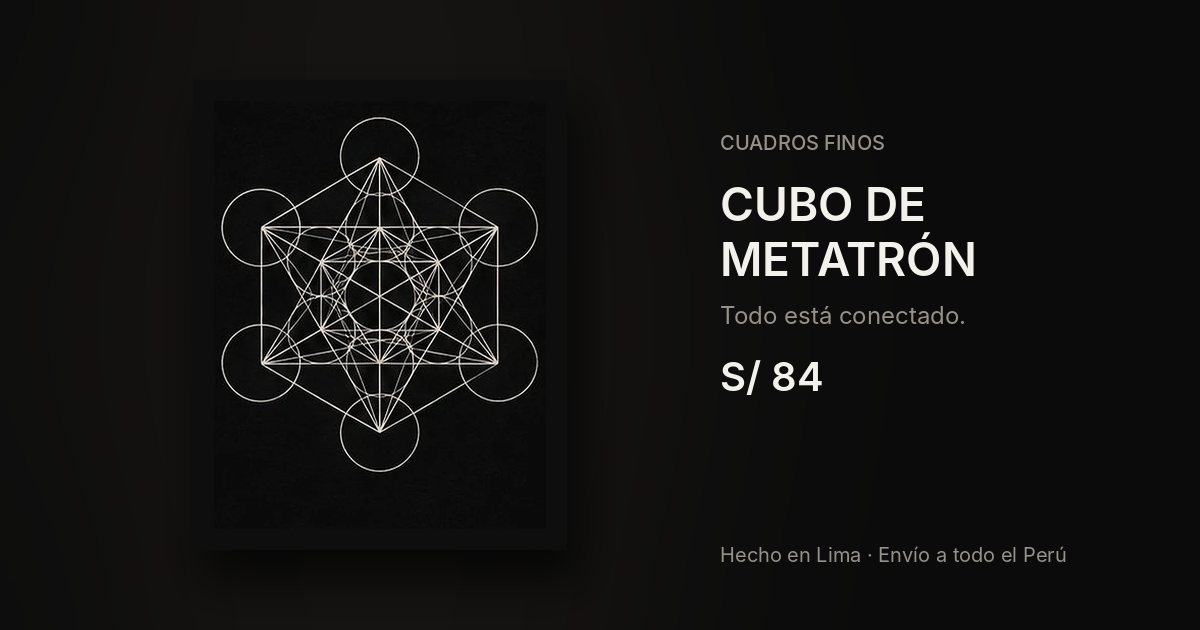 CUADROS FINOS
CUBO DE
METATRÓN
Todo está conectado.
S/ 84
Hecho en Lima · Envío a todo el Perú